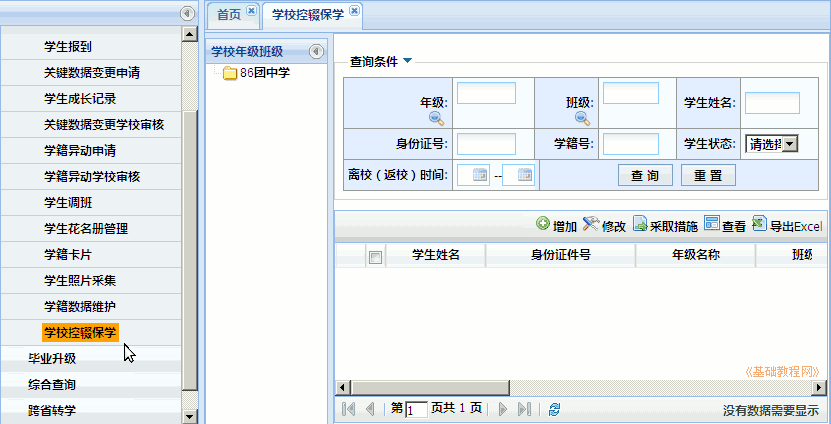 首页 学校控辍保学
学生报到
关键数据变更申请
学生成长记录
关键数据变更学校审核
学籍异动申请
学籍异动学校审核
学生调班
学生花名册管理
学籍卡片
学生照片采集
学籍数据维护
学校控辍保学
毕业升级
综合查询
跨省转学
学校年级班级
86团中学
查询条件
年级: 班级: 学生姓名:
身份证号: 学籍号: 学生状态: 请选择
离校（返校）时间: -- 查 询 重 置
增加 修改 采取措施 查看 导出Excel
学生姓名 身份证件号 年级名称 班级
《基础教程网》
第 1 页共 1 页 没有数据需要显示